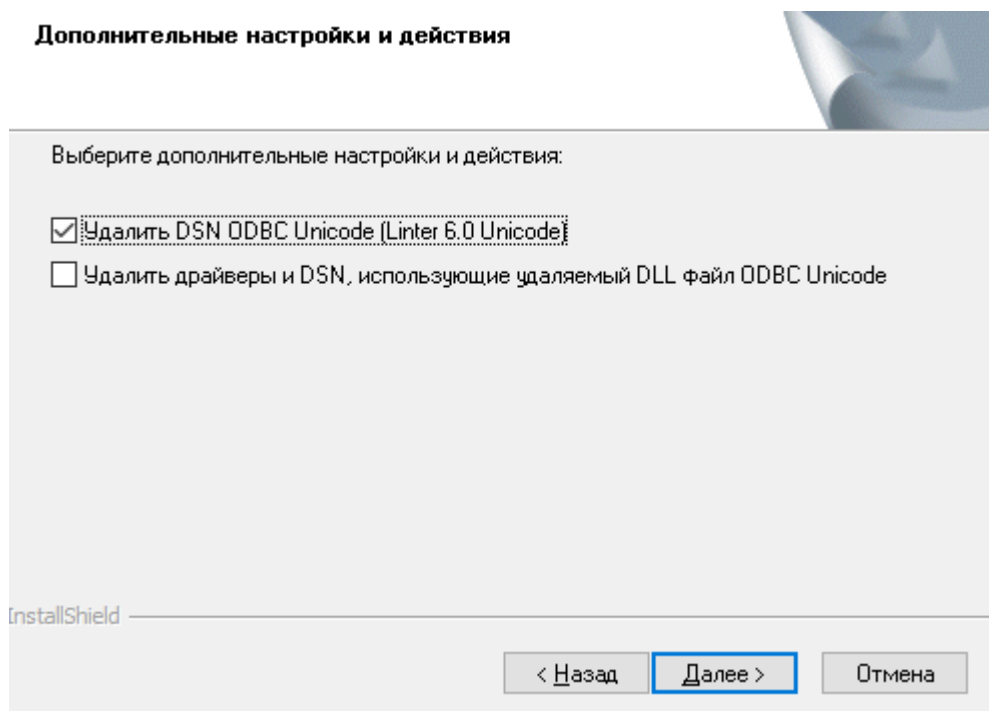 Дополнительные настройки и действия
Выберите дополнительные настройки и действия:
Удалить DSN ODBC Unicode (Linter 6.0 Unicode)
Удалить драйверы и DSN, использующие удаляемый DLL файл ODBC Unicode
InstallShield
< Назад
Далее >
Отмена